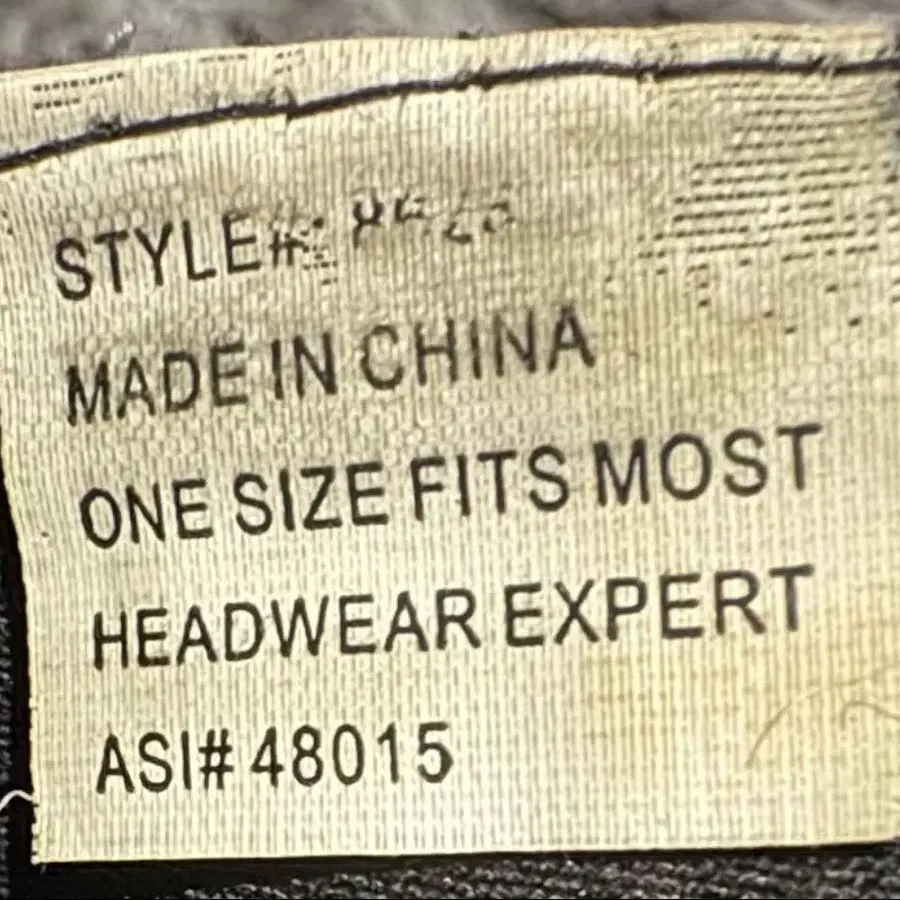 STYLE#:
MADE IN CHINA
ONE SIZE FITS MOST
HEADWEAR EXPERT
ASI# 48015